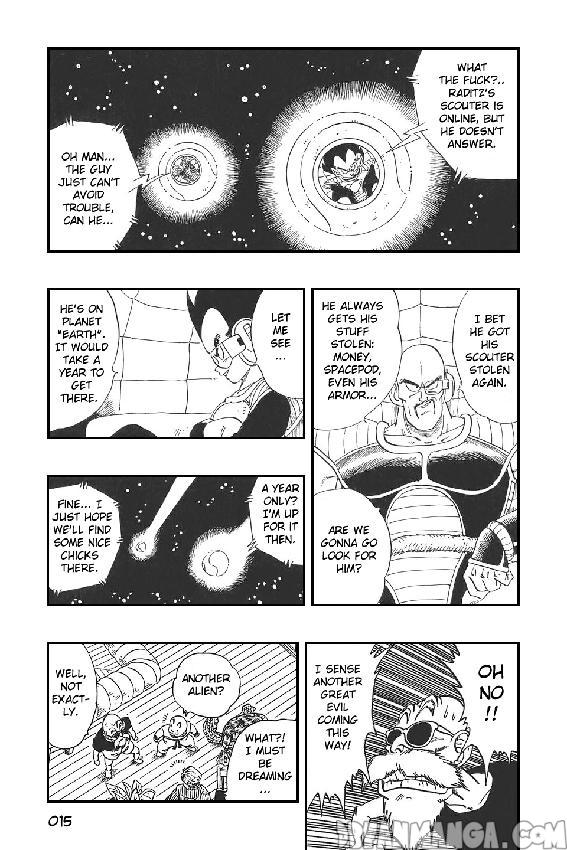 WHAT
THE FUCK?..
RADITZ'S
SCOUTER IS
ONLINE, BUT
HE DOESN'T
ANSWER.
OH MAN...
THE GUY
JUST CAN'T
AVOID
TROUBLE,
CAN HE...
I BET
HE GOT
HIS
SCOUTER
STOLEN
AGAIN.
HE ALWAYS
GETS HIS
STUFF
STOLEN:
MONEY,
SPACEPOD,
EVEN HIS
ARMOR...
ARE WE
GONNA GO
LOOK FOR
HIM?
LET
ME
SEE
...
HE'S ON
PLANET
"EARTH".
IT WOULD
TAKE A
YEAR TO
GET
THERE.
A YEAR
ONLY?
I'M UP
FOR IT
THEN.
FINE... I
JUST HOPE
WE'LL FIND
SOME NICE
CHICKS
THERE.
OH
NO!!
I SENSE
ANOTHER
GREAT
EVIL
COMING
THIS WAY!
ANOTHER
ALIEN?
WHAT?!
I MUST
BE
DREAMING
...
WELL,
NOT
EXACT-
LY.
015